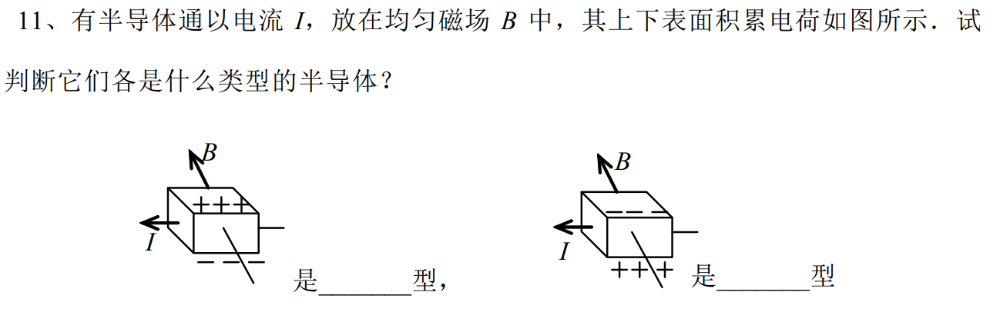 11、有半导体通以电流 I，放在均匀磁场 B 中，其上下表面积累电荷如图所示．试
判断它们各是什么类型的半导体？
B
B
+++
− − −
I
I
− − −
+++
是_______型，
是_______型